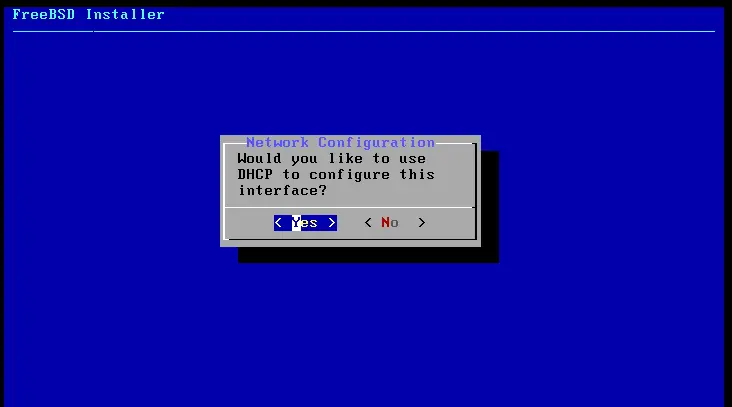 FreeBSD Installer
Network Configuration
Would you like to use
DHCP to configure this
interface?
< Yes > < No >